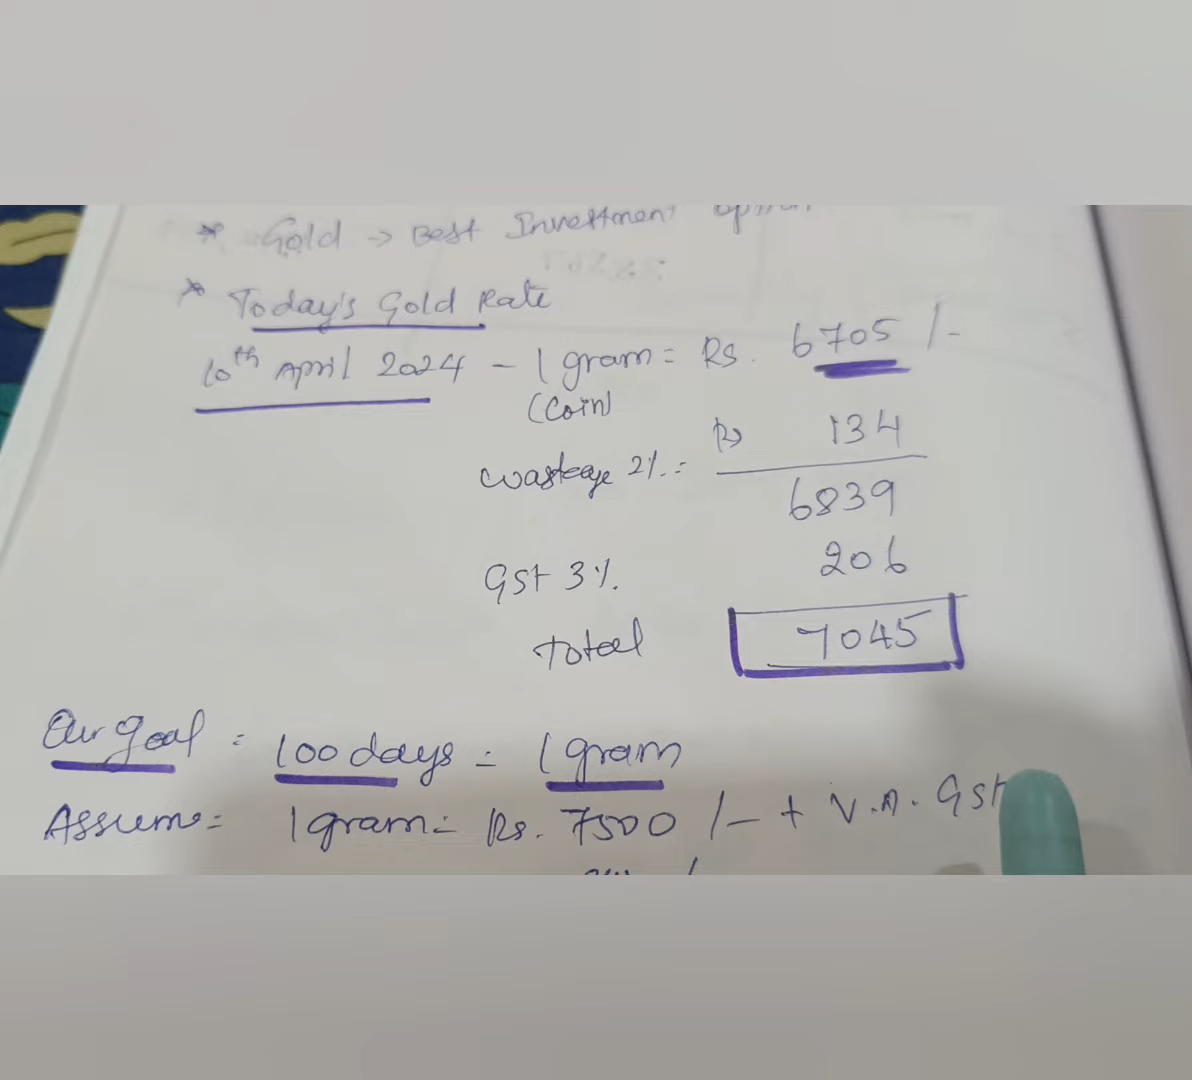 * Gold → Best Investment option
* Today's Gold Rate
10th April 2024 - 1 gram = Rs. 6705 /-
(Coin)
wastage 2%. = Rs 134
6839
GST 3%. 206
Total 7045
Our goal = 100 days = 1 gram
Assume = 1 gram = Rs. 7500 /- + V.A. GST